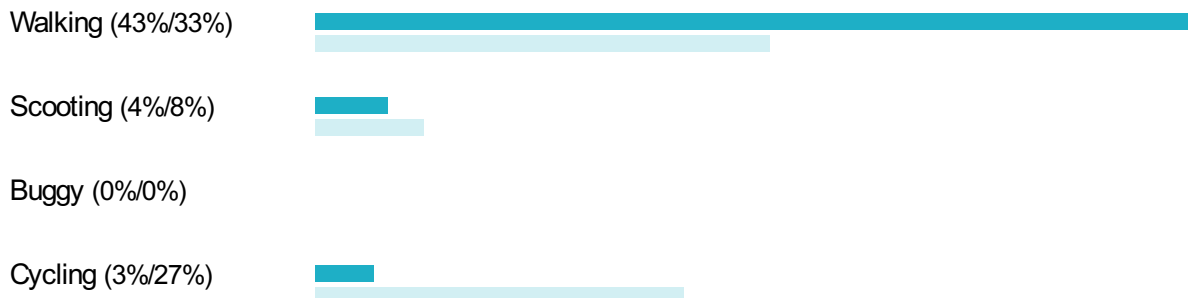 Walking (43%/33%)
Scooting (4%/8%)
Buggy (0%/0%)
Cycling (3%/27%)